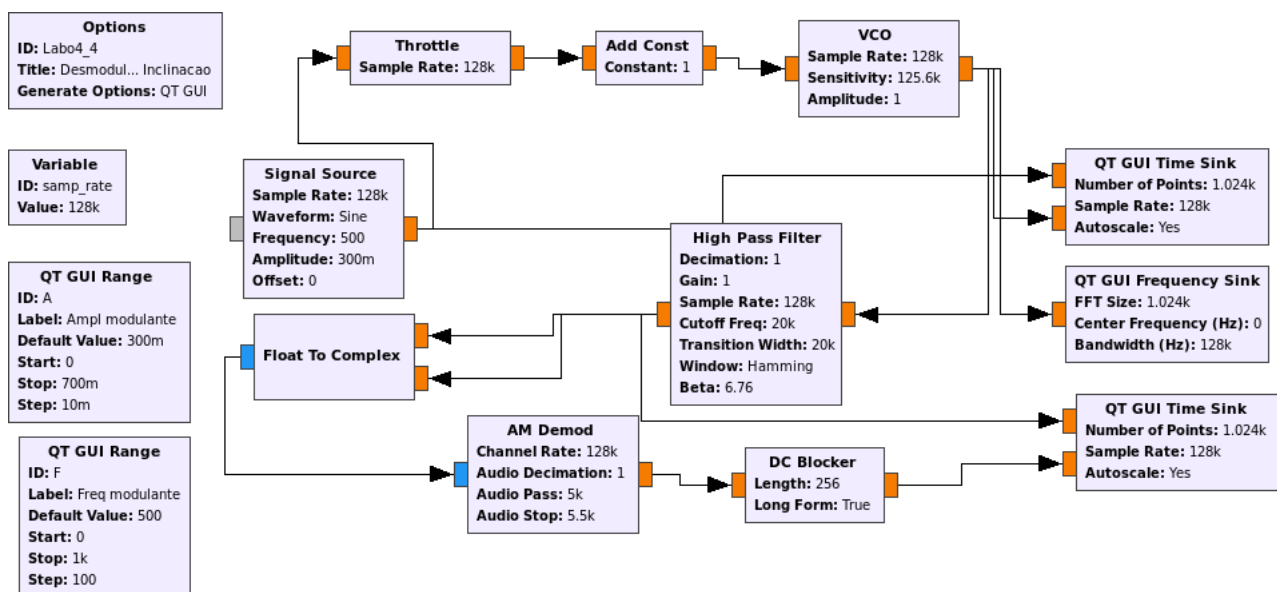 Options
ID: Labo4_4
Title: Desmodul... Inclinacao
Generate Options: QT GUI
Variable
ID: samp_rate
Value: 128k
QT GUI Range
ID: A
Label: Ampl modulante
Default Value: 300m
Start: 0
Stop: 700m
Step: 10m
QT GUI Range
ID: F
Label: Freq modulante
Default Value: 500
Start: 0
Stop: 1k
Step: 100
Throttle
Sample Rate: 128k
Add Const
Constant: 1
VCO
Sample Rate: 128k
Sensitivity: 125.6k
Amplitude: 1
Signal Source
Sample Rate: 128k
Waveform: Sine
Frequency: 500
Amplitude: 300m
Offset: 0
High Pass Filter
Decimation: 1
Gain: 1
Sample Rate: 128k
Cutoff Freq: 20k
Transition Width: 20k
Window: Hamming
Beta: 6.76
QT GUI Time Sink
Number of Points: 1.024k
Sample Rate: 128k
Autoscale: Yes
QT GUI Frequency Sink
FFT Size: 1.024k
Center Frequency (Hz): 0
Bandwidth (Hz): 128k
Float To Complex
AM Demod
Channel Rate: 128k
Audio Decimation: 1
Audio Pass: 5k
Audio Stop: 5.5k
DC Blocker
Length: 256
Long Form: True
QT GUI Time Sink
Number of Points: 1.024k
Sample Rate: 128k
Autoscale: Yes